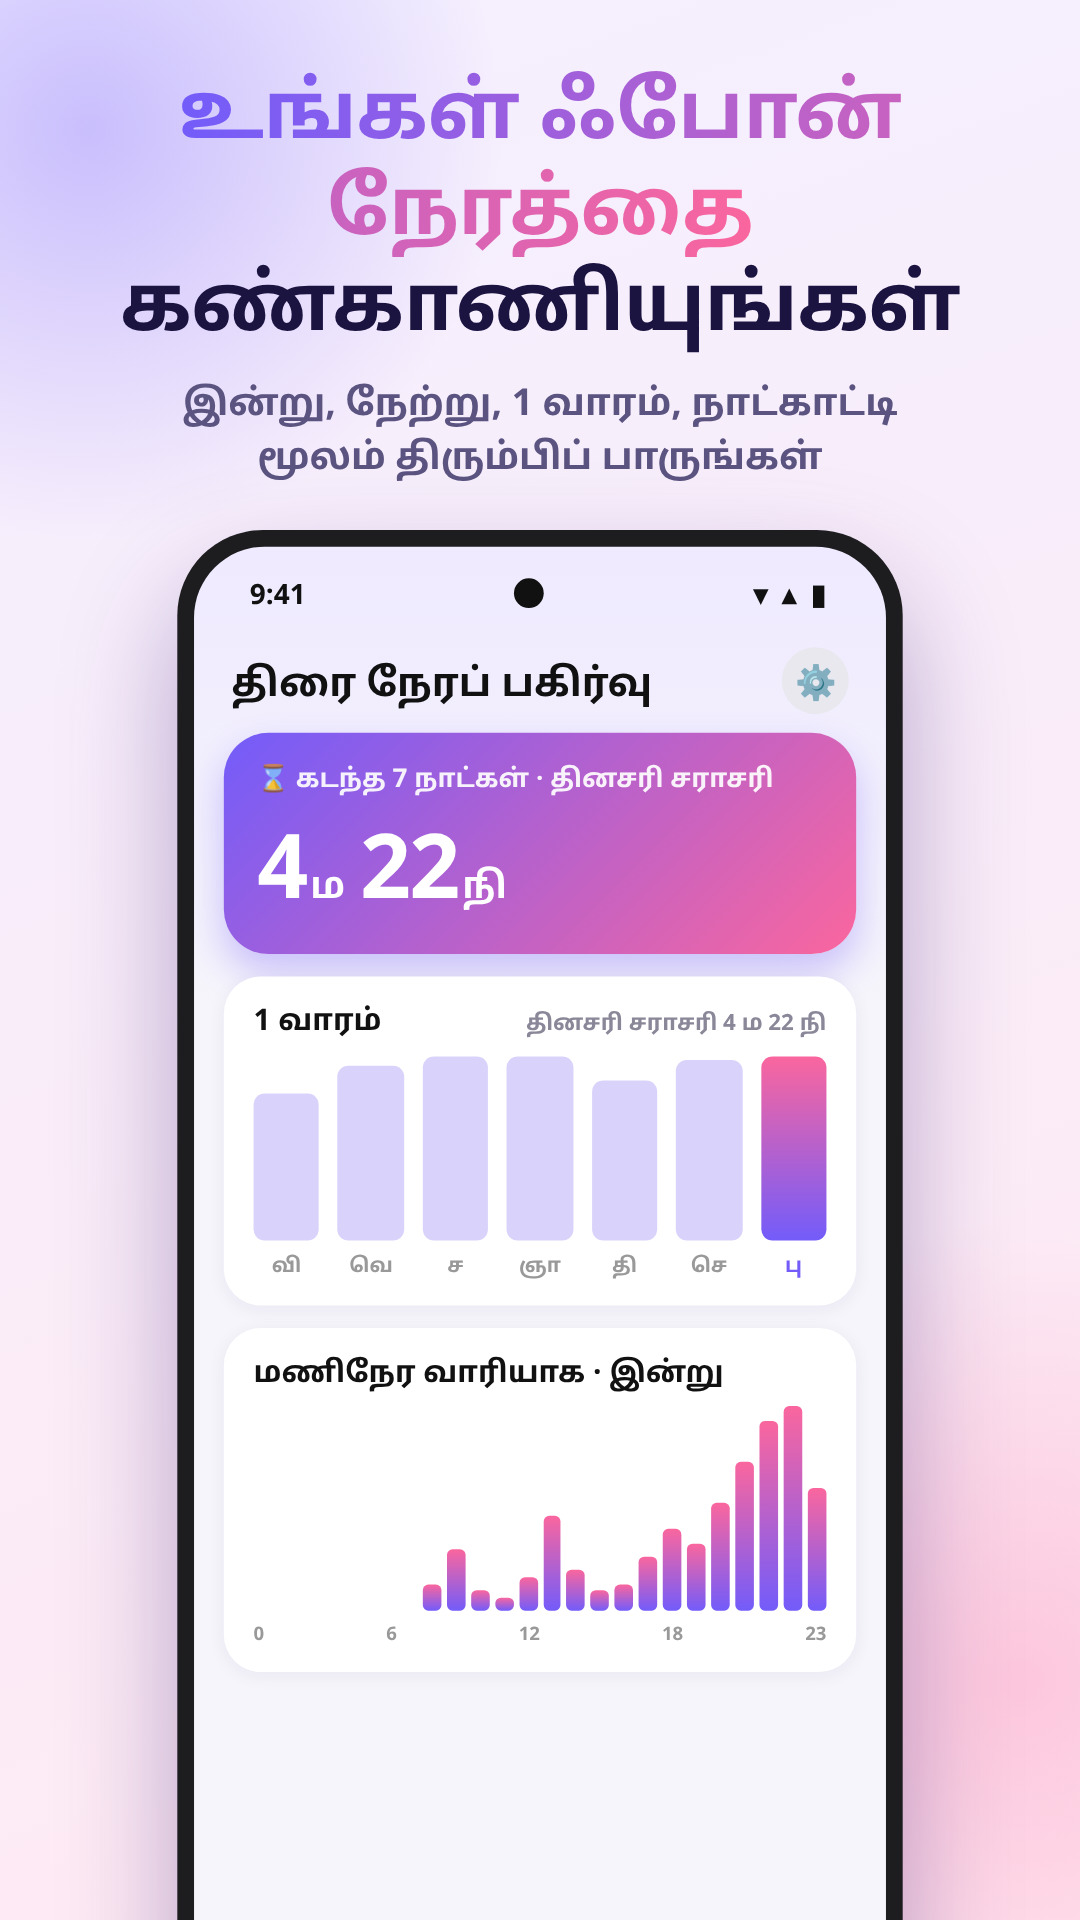 உங்கள் ஃபோன்
நேரத்தை
கண்காணியுங்கள்
இன்று, நேற்று, 1 வாரம், நாட்காட்டி
மூலம் திரும்பிப் பாருங்கள்
9:41
திரை நேரப் பகிர்வு
கடந்த 7 நாட்கள் · தினசரி சராசரி
4ம 22நி
1 வாரம் தினசரி சராசரி 4 ம 22 நி
வி வெ ச ஞா தி செ பு
மணிநேர வாரியாக · இன்று
0 6 12 18 23